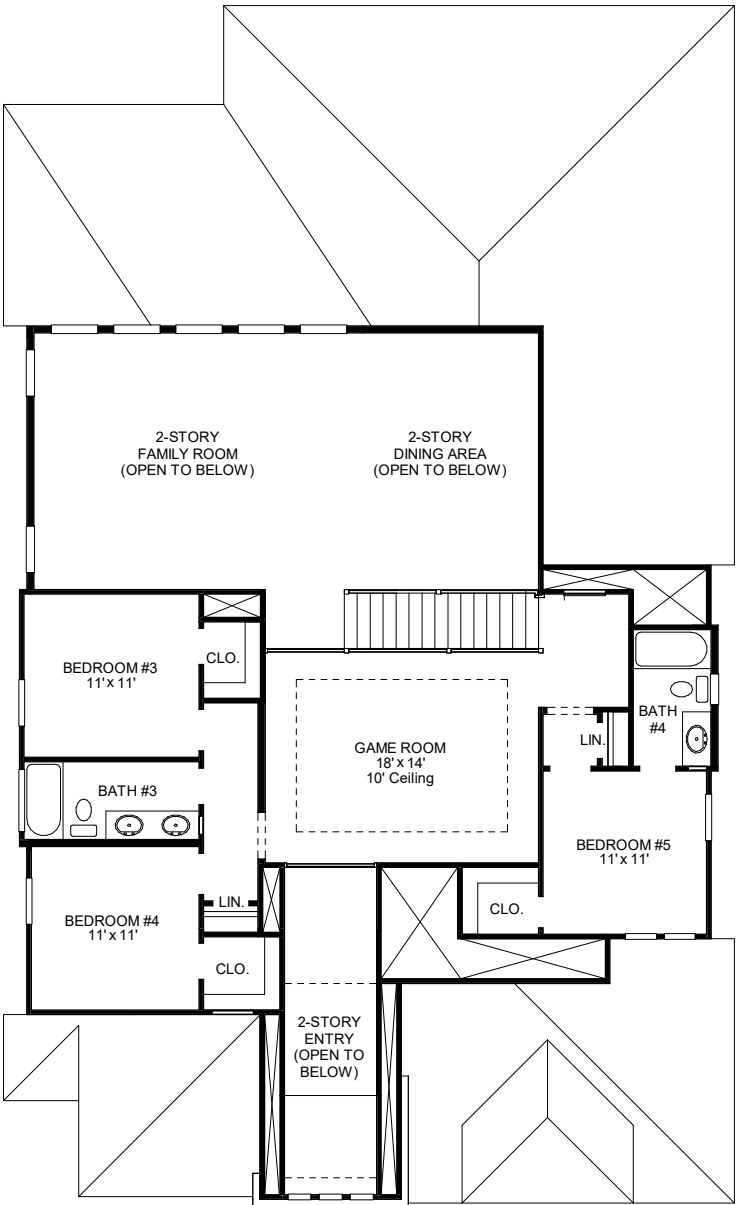 2-STORY
FAMILY ROOM
(OPEN TO BELOW)
2-STORY
DINING AREA
(OPEN TO BELOW)
BEDROOM #3
11' x 11'
CLO.
GAME ROOM
18' x 14'
10' Ceiling
BATH
#4
LIN.
BATH #3
BEDROOM #5
11' x 11'
BEDROOM #4
11' x 11'
LIN.
CLO.
CLO.
2-STORY
ENTRY
(OPEN TO
BELOW)